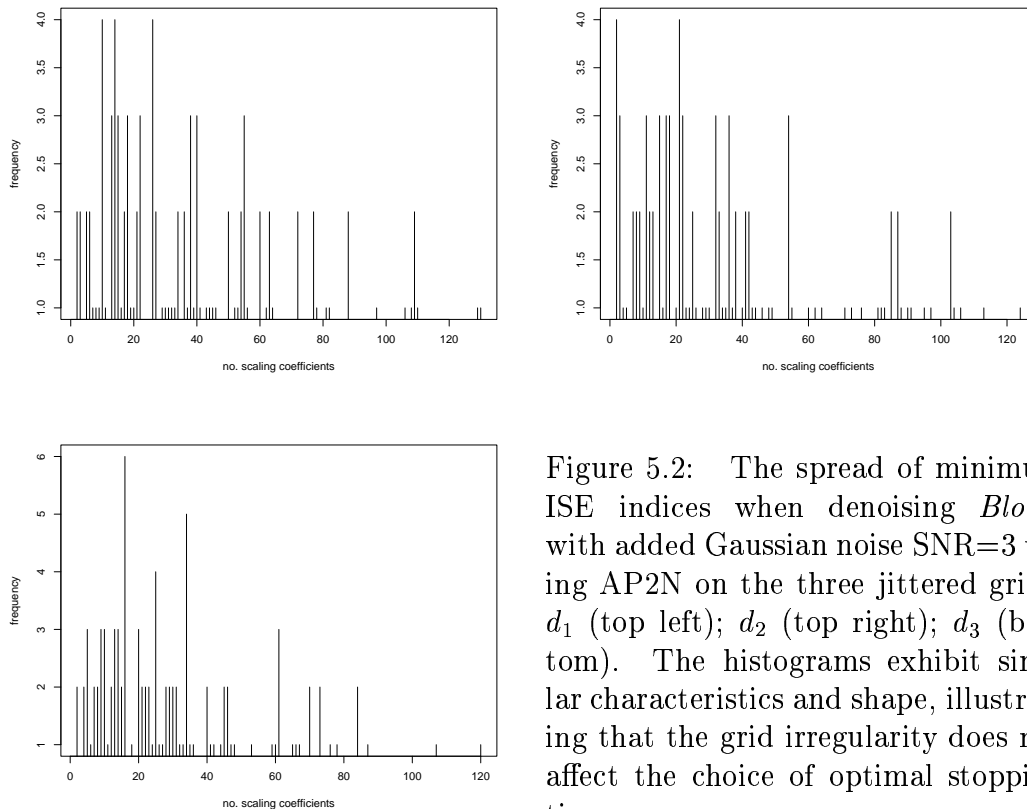 4.0
3.5
3.0
2.5
2.0
1.5
1.0
frequency
0 20 40 60 80 100 120
no. scaling coefficients
4.0
3.5
3.0
2.5
2.0
1.5
1.0
frequency
0 20 40 60 80 100 120
no. scaling coefficients
6
5
4
3
2
1
frequency
0 20 40 60 80 100 120
no. scaling coefficients
Figure 5.2: The spread of minimu
ISE indices when denoising Blo
with added Gaussian noise SNR=3
ing AP2N on the three jittered gri
d1 (top left); d2 (top right); d3 (b
tom). The histograms exhibit sim
lar characteristics and shape, illustr
ing that the grid irregularity does n
affect the choice of optimal stoppi